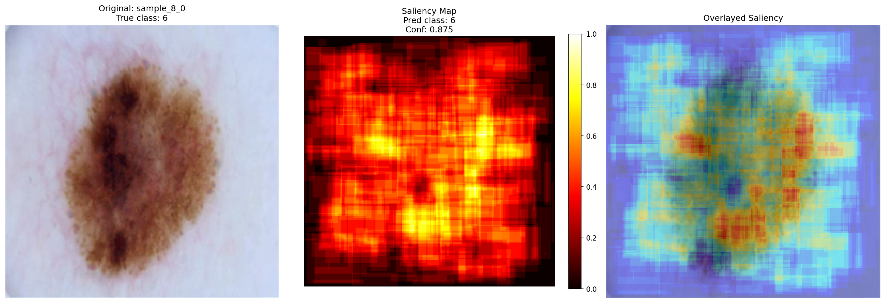 Original: sample_8_0
True class: 6
Saliency Map
Pred class: 6
Conf: 0.875
Overlayed Saliency
1.0
0.8
0.6
0.4
0.2
0.0